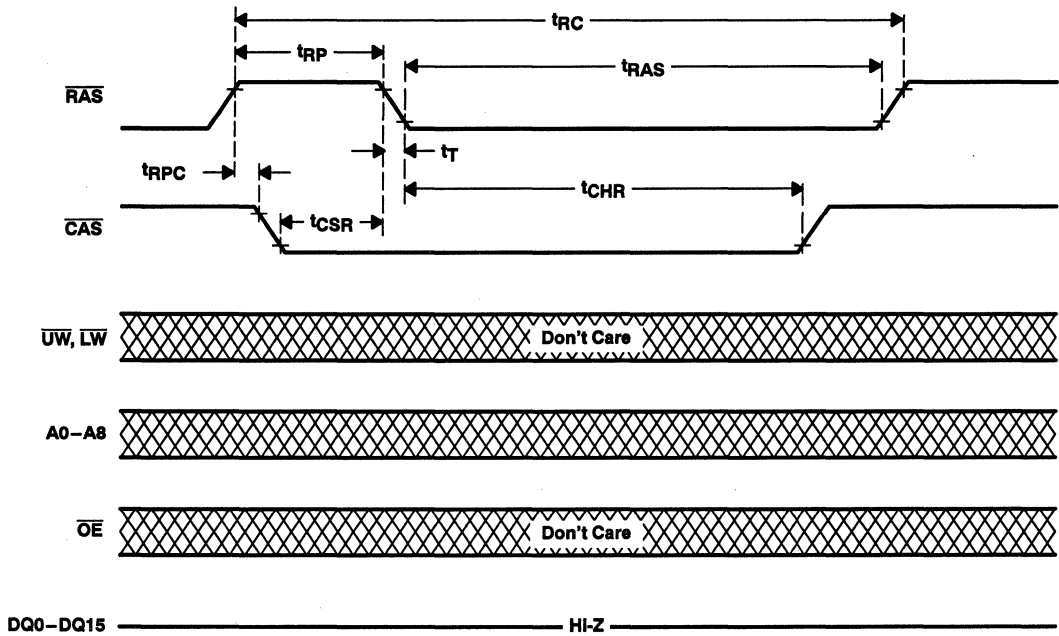 tRC
tRP
tRAS
RAS
tT
tRPC
tCHR
CAS
tCSR
UW, LW
Don't Care
A0–A8
OE
Don't Care
DQ0–DQ15
Hi-Z